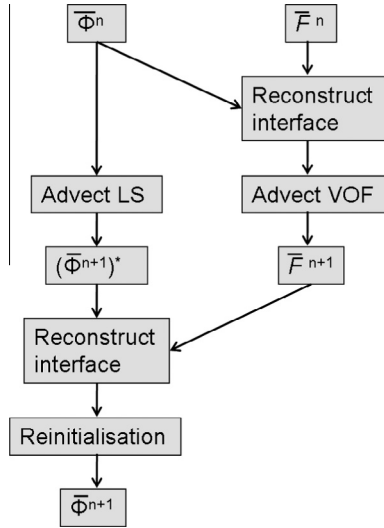 Φ̅ⁿ
F̅ ⁿ
Reconstruct
interface
Advect LS
Advect VOF
(Φ̅ⁿ⁺¹)*
F̅ ⁿ⁺¹
Reconstruct
interface
Reinitialisation
Φ̅ⁿ⁺¹